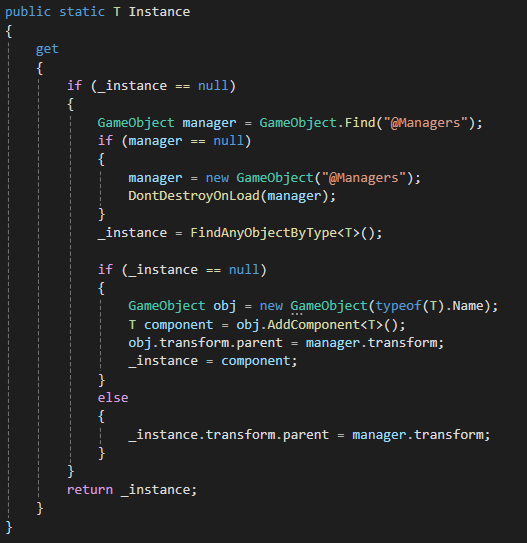 public static T Instance
{
    get
    {
        if (_instance == null)
        {
            GameObject manager = GameObject.Find("@Managers");
            if (manager == null)
            {
                manager = new GameObject("@Managers");
                DontDestroyOnLoad(manager);
            }
            _instance = FindAnyObjectByType<T>();

            if (_instance == null)
            {
                GameObject obj = new GameObject(typeof(T).Name);
                T component = obj.AddComponent<T>();
                obj.transform.parent = manager.transform;
                _instance = component;
            }
            else
            {
                _instance.transform.parent = manager.transform;
            }
        }
        return _instance;
    }
}